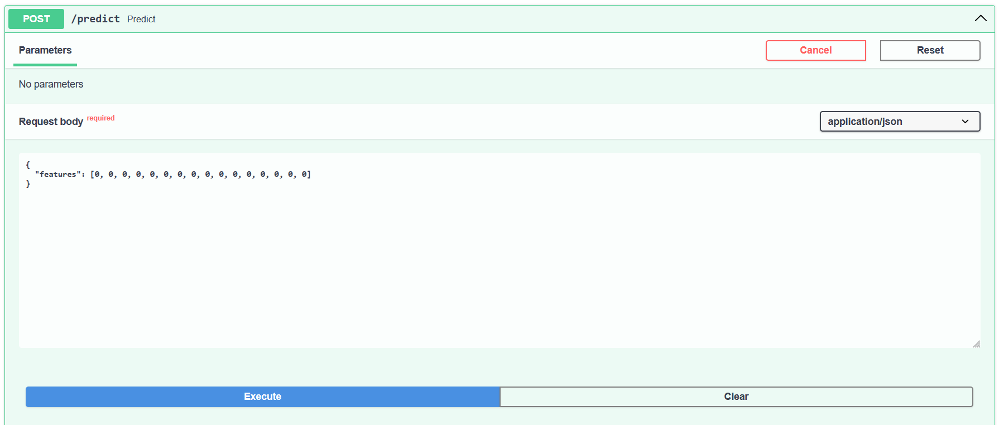 POST /predict Predict
Parameters
Cancel
Reset
No parameters
Request body required
application/json
{
  "features": [0, 0, 0, 0, 0, 0, 0, 0, 0, 0, 0, 0, 0, 0, 0, 0]
}
Execute
Clear